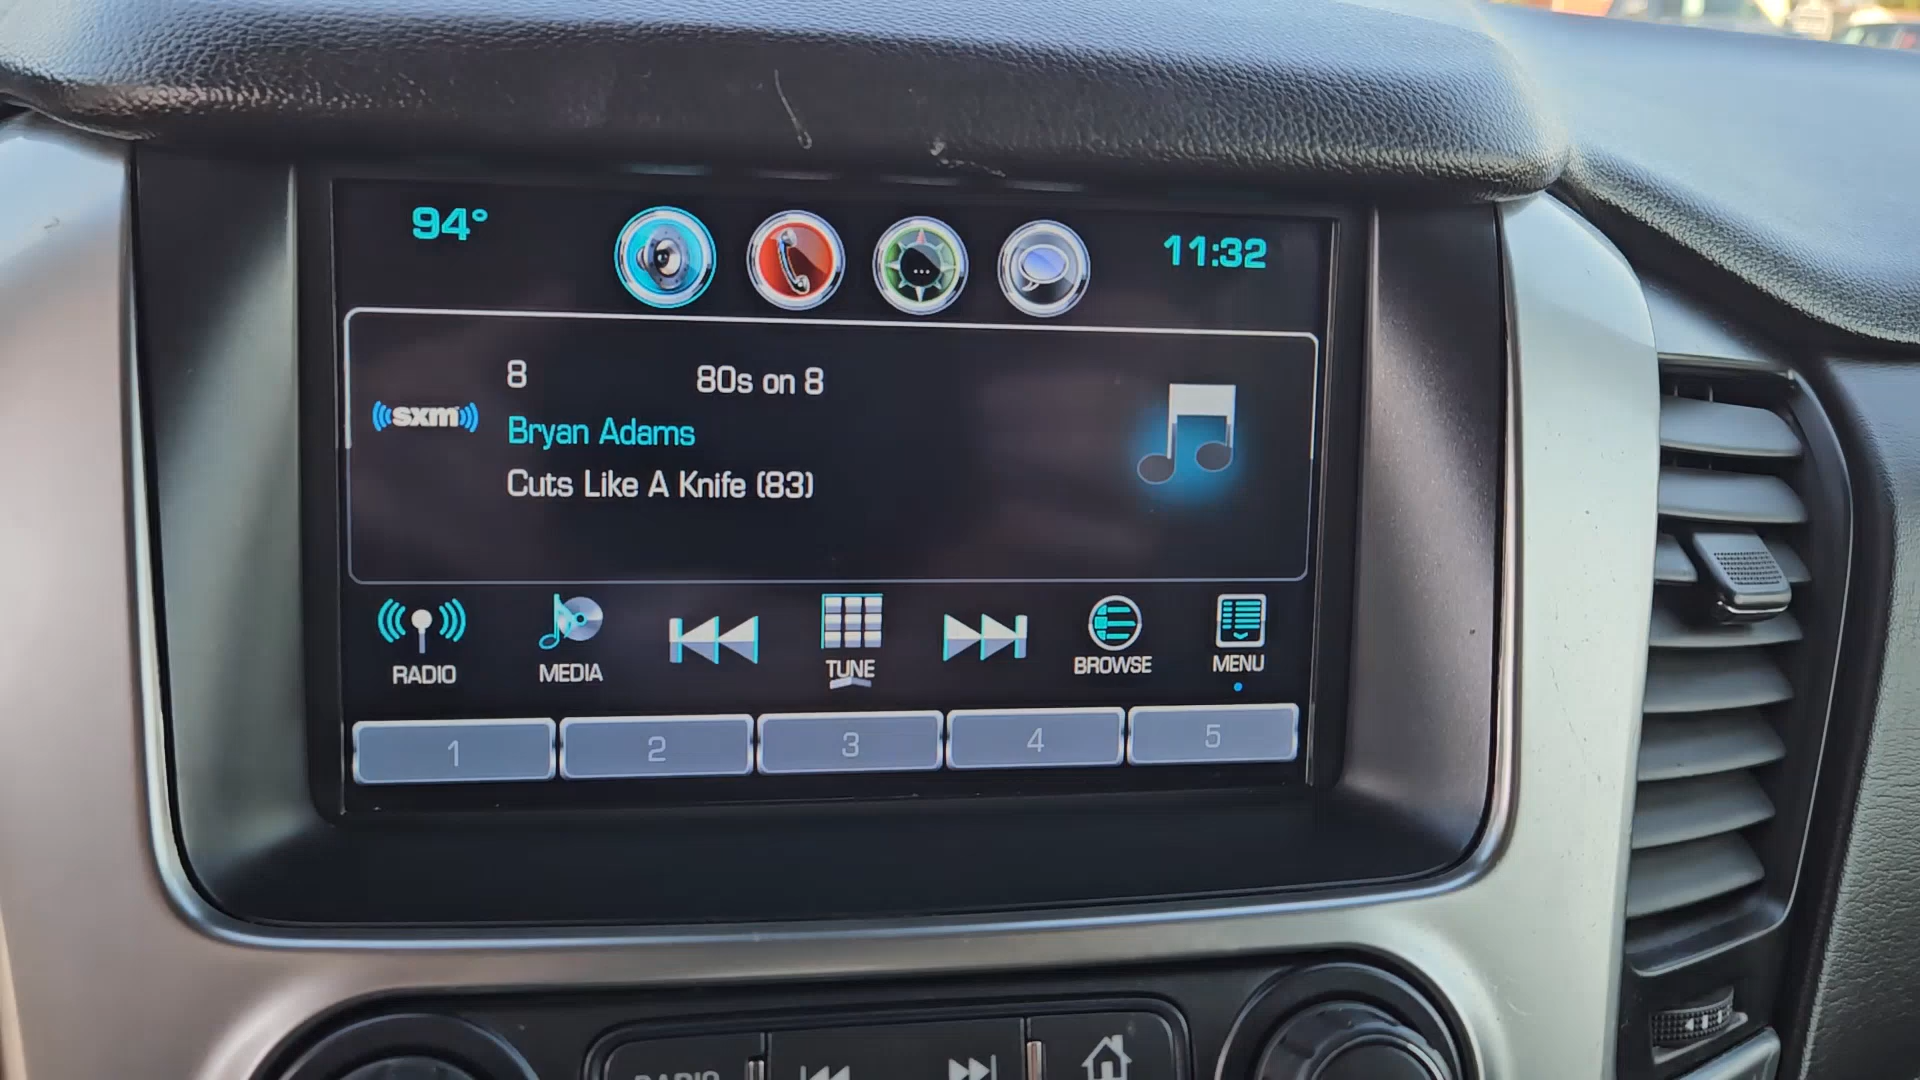 94° 11:32
8 80s on 8
sxm
Bryan Adams
Cuts Like A Knife (83)
RADIO MEDIA TUNE BROWSE MENU
1 2 3 4 5
RADIO